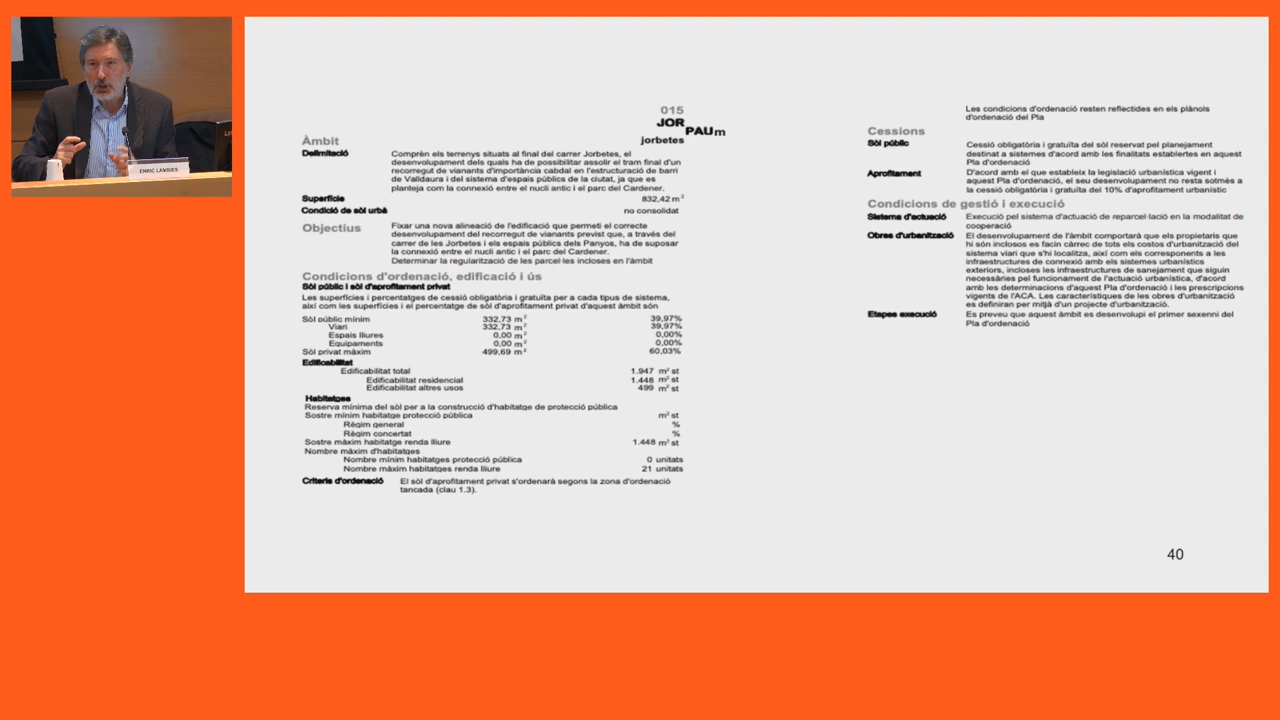 ENRIC LANDIES
015
JOR
PAUm
jorbetes
Àmbit
Delimitació
Comprèn els terrenys situats al final del carrer Jorbetes, el
desenvolupament dels quals ha de possibilitar assolir el tram final d'un
recorregut de vianants d'importància cabdal en l'estructuració de barri
de Valldaura i del sistema d'espais públics de la ciutat, ja que es
planteja com la connexió entre el nucli antic i el parc del Cardener.
Superfície 832,42 m²
Condició de sòl urbà no consolidat
Objectius
Fixar una nova alineació de l'edificació que permeti el correcte
desenvolupament del recorregut de vianants previst que, a través del
carrer de les Jorbetes i els espais públics dels Panyos, ha de suposar
la connexió entre el nucli antic i el parc del Cardener.
Determinar la regularització de les parcel·les incloses en l'àmbit
Condicions d'ordenació, edificació i ús
Sòl públic i sòl d'aprofitament privat
Les superfícies i percentatges de cessió obligatòria i gratuïta per a cada tipus de sistema,
així com les superfícies i el percentatge de sòl d'aprofitament privat d'aquest àmbit són
Sòl públic mínim 332,73 m² 39,97%
Viari 332,73 m² 39,97%
Espais lliures 0,00 m² 0,00%
Equipaments 0,00 m² 0,00%
Sòl privat màxim 499,69 m² 60,03%
Edificabilitat
Edificabilitat total 1.947 m² st
Edificabilitat residencial 1.448 m² st
Edificabilitat altres usos 499 m² st
Habitatges
Reserva mínima del sòl per a la construcció d'habitatge de protecció pública
Sostre mínim habitatge protecció pública m² st
Règim general %
Règim concertat %
Sostre màxim habitatge renda lliure 1.448 m² st
Nombre màxim d'habitatges
Nombre mínim habitatges protecció pública 0 unitats
Nombre màxim habitatges renda lliure 21 unitats
Criteris d'ordenació
El sòl d'aprofitament privat s'ordenarà segons la zona d'ordenació
tancada (clau 1.3).
Les condicions d'ordenació resten reflectides en els plànols
d'ordenació del Pla
Cessions
Sòl públic
Cessió obligatòria i gratuïta del sòl reservat pel planejament
destinat a sistemes d'acord amb les finalitats establertes en aquest
Pla d'ordenació
Aprofitament
D'acord amb el que estableix la legislació urbanística vigent i
aquest Pla d'ordenació, el seu desenvolupament no resta sotmès a
la cessió obligatòria i gratuïta del 10% d'aprofitament urbanístic
Condicions de gestió i execució
Sistema d'actuació
Execució pel sistema d'actuació de reparcel·lació en la modalitat de
cooperació
Obres d'urbanització
El desenvolupament de l'àmbit comportarà que els propietaris que
hi són inclosos es facin càrrec de tots els costos d'urbanització del
sistema viari que s'hi localitza, així com els corresponents a les
infraestructures de connexió amb els sistemes urbanístics
exteriors, incloses les infraestructures de sanejament que siguin
necessàries pel funcionament de l'actuació urbanística, d'acord
amb les determinacions d'aquest Pla d'ordenació i les prescripcions
vigents de l'ACA. Les característiques de les obres d'urbanització
es definiran per mitjà d'un projecte d'urbanització.
Etapes execució
Es preveu que aquest àmbit es desenvolupi el primer sexenni del
Pla d'ordenació
40